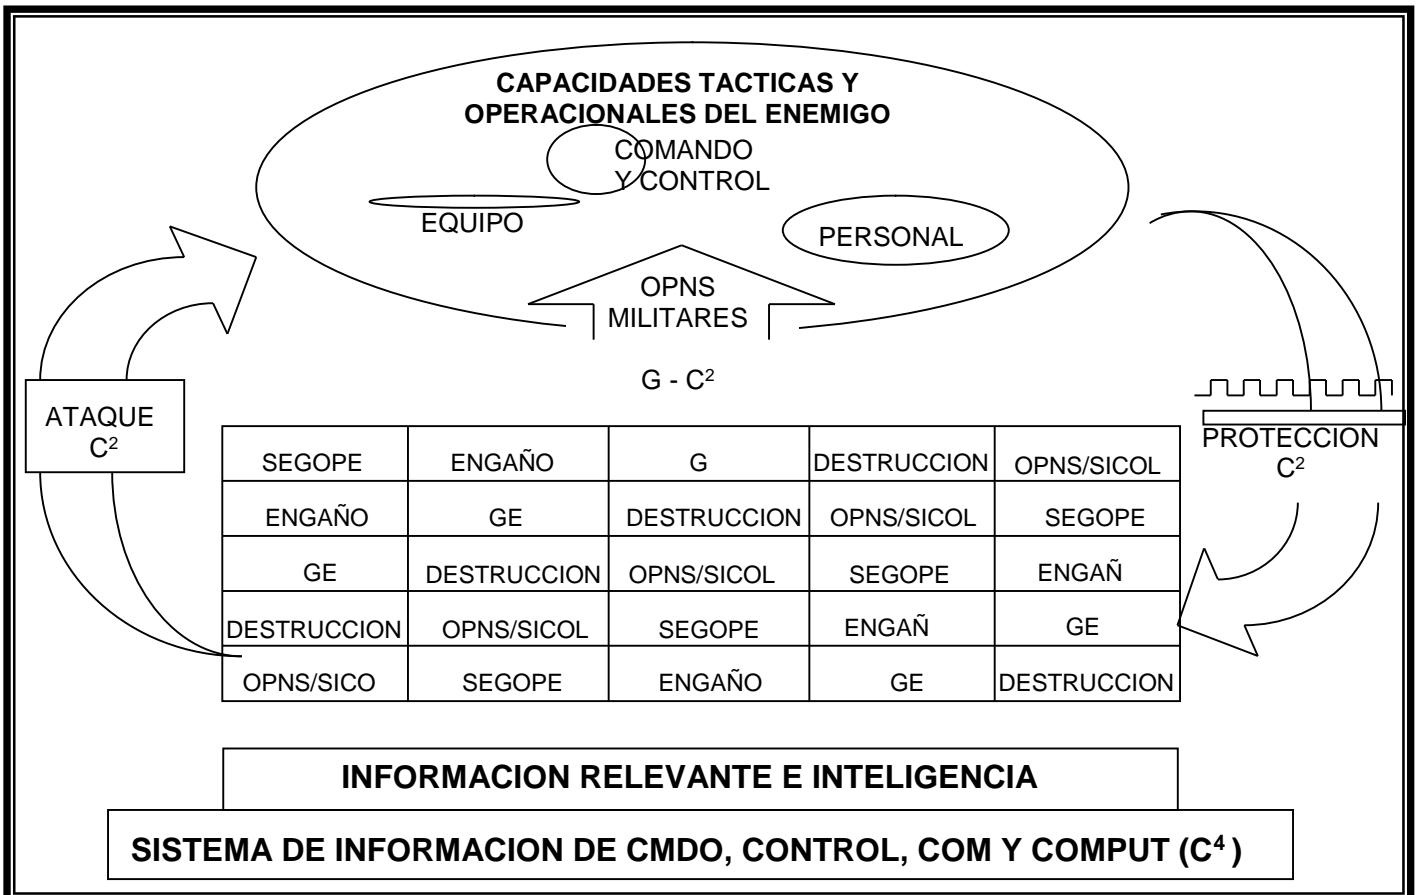 CAPACIDADES TACTICAS Y
OPERACIONALES DEL ENEMIGO
COMANDO
Y CONTROL
EQUIPO
PERSONAL
OPNS
MILITARES
G - C²
ATAQUE
C²
PROTECCION
C²
SEGOPE ENGAÑO G DESTRUCCION OPNS/SICOL
ENGAÑO GE DESTRUCCION OPNS/SICOL SEGOPE
GE DESTRUCCION OPNS/SICOL SEGOPE ENGAÑ
DESTRUCCION OPNS/SICOL SEGOPE ENGAÑ GE
OPNS/SICO SEGOPE ENGAÑO GE DESTRUCCION
INFORMACION RELEVANTE E INTELIGENCIA
SISTEMA DE INFORMACION DE CMDO, CONTROL, COM Y COMPUT (C⁴ )